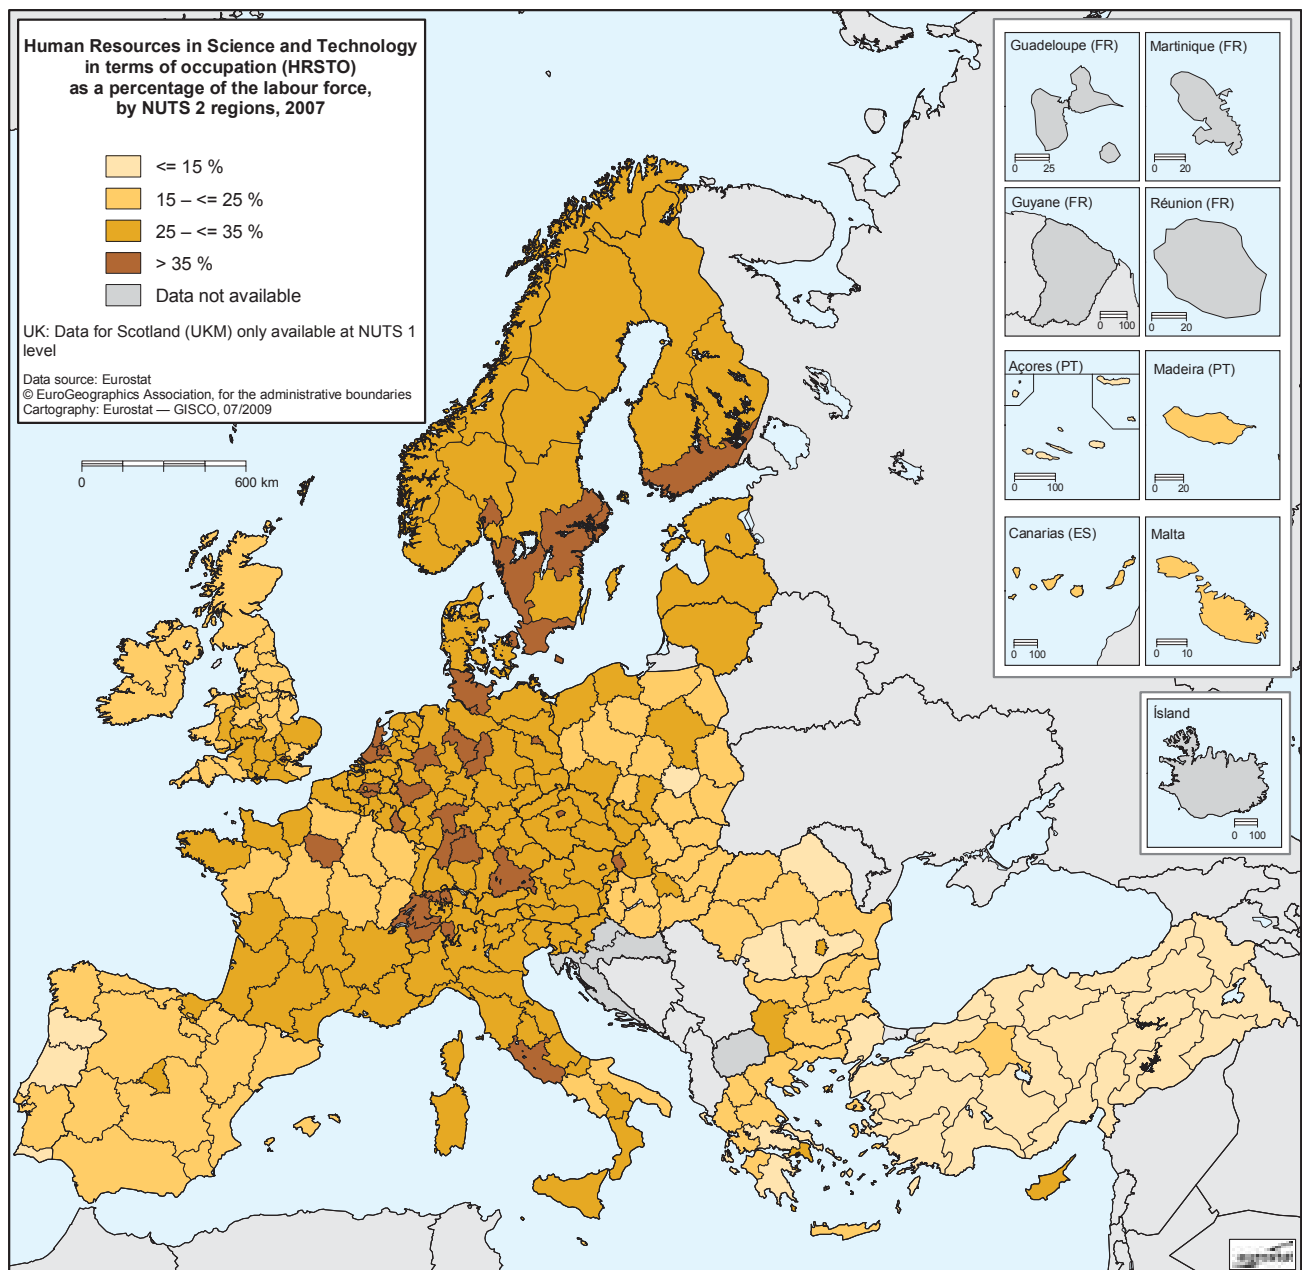 Human Resources in Science and Technology
in terms of occupation (HRSTO)
as a percentage of the labour force,
by NUTS 2 regions, 2007
<= 15 %
15 – <= 25 %
25 – <= 35 %
> 35 %
Data not available
UK: Data for Scotland (UKM) only available at NUTS 1
level
Data source: Eurostat
© EuroGeographics Association, for the administrative boundaries
Cartography: Eurostat — GISCO, 07/2009
0 600 km
Guadeloupe (FR)
0 25
Martinique (FR)
0 20
Guyane (FR)
0 100
Réunion (FR)
0 20
Açores (PT)
0 100
Madeira (PT)
0 20
Canarias (ES)
0 100
Malta
0 10
Ísland
0 100
eurostat